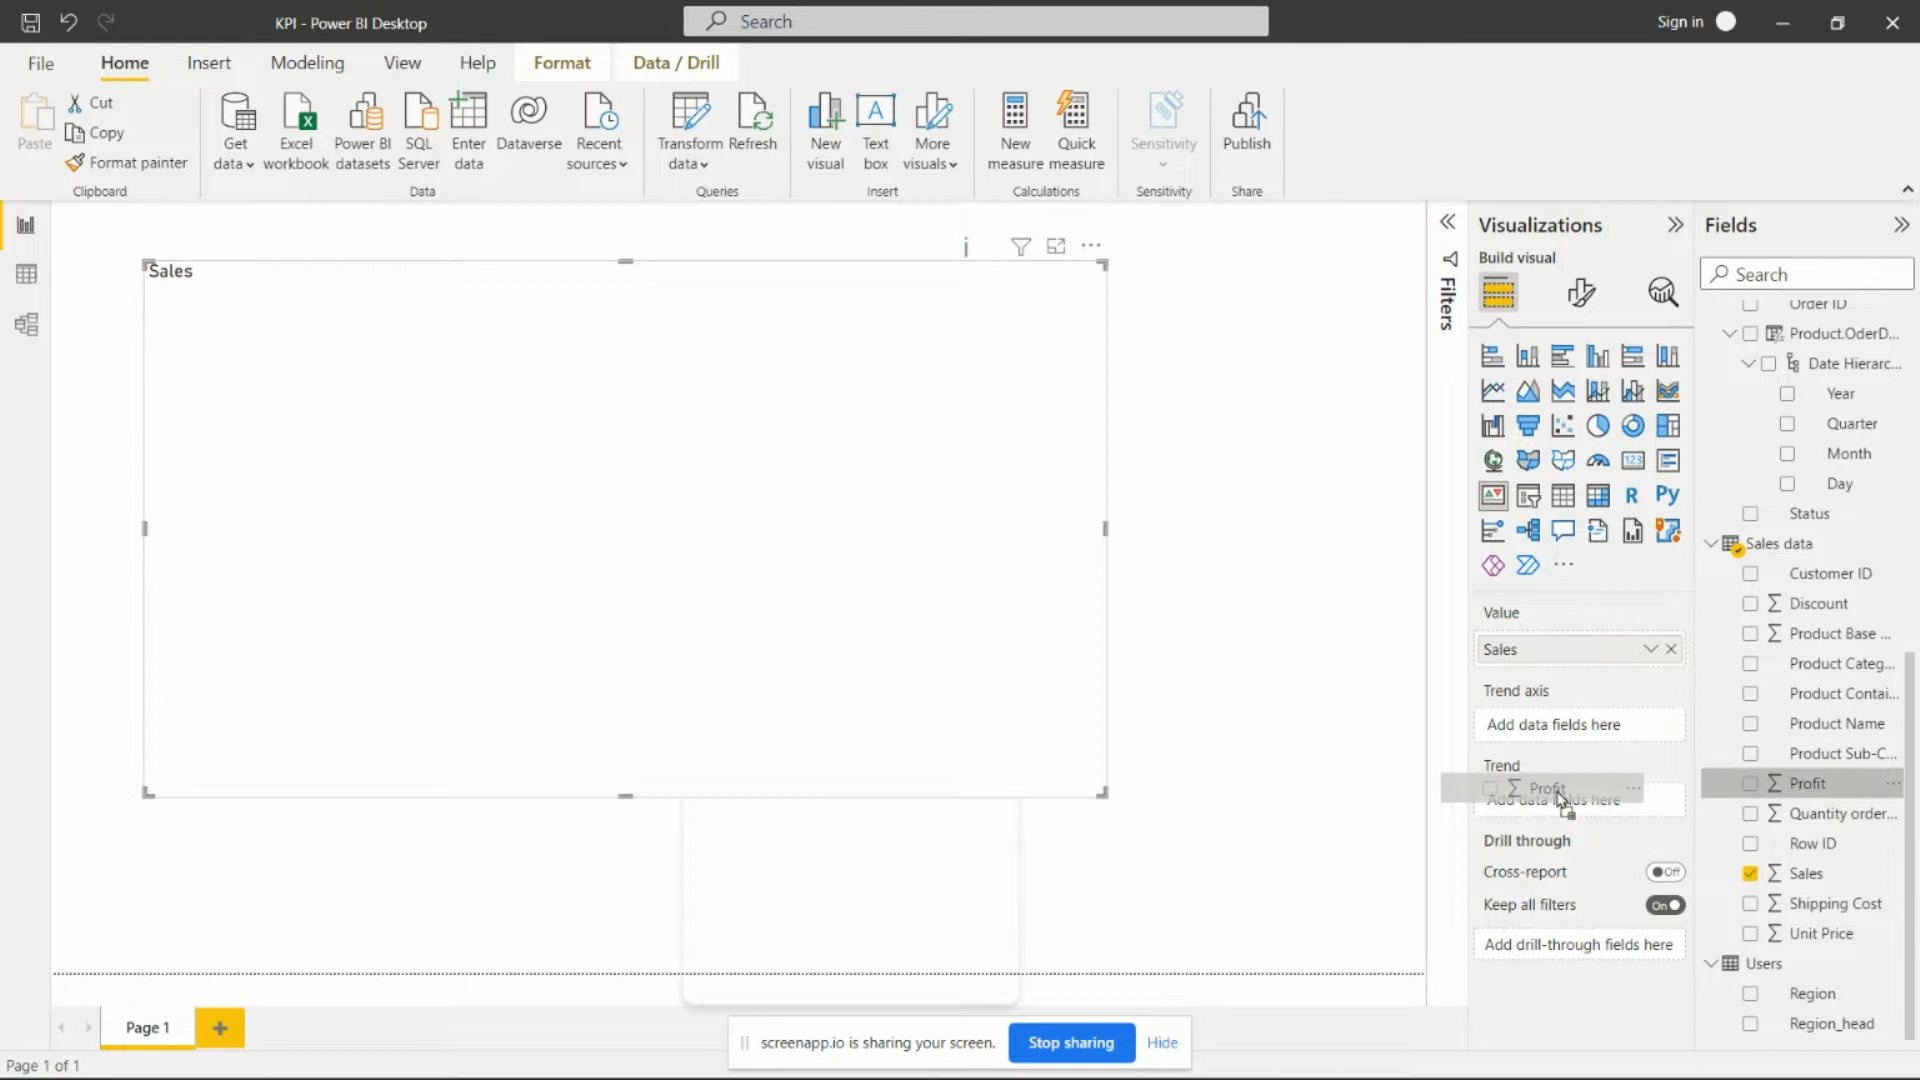 KPI - Power BI Desktop
Search
Sign in
File
Home
Insert
Modeling
View
Help
Format
Data / Drill
Paste
Cut
Copy
Format painter
Clipboard
Get data
Excel workbook
Power BI datasets
SQL Server
Enter data
Dataverse
Recent sources
Data
Transform data
Refresh
Queries
New visual
Text box
More visuals
Insert
New measure
Quick measure
Calculations
Sensitivity
Sensitivity
Publish
Share
Sales
Filters
Visualizations
Build visual
123
R
Py
Value
Sales
Trend axis
Add data fields here
Trend
Profit
Add data fields here
Drill through
Cross-report
Off
Keep all filters
On
Add drill-through fields here
Fields
Search
Order ID
Product.OderD...
Date Hierarc...
Year
Quarter
Month
Day
Status
Sales data
Customer ID
Discount
Product Base ...
Product Categ...
Product Contai...
Product Name
Product Sub-C...
Profit
Quantity order...
Row ID
Sales
Shipping Cost
Unit Price
Users
Region
Region_head
Page 1
screenapp.io is sharing your screen.
Stop sharing
Hide
Page 1 of 1